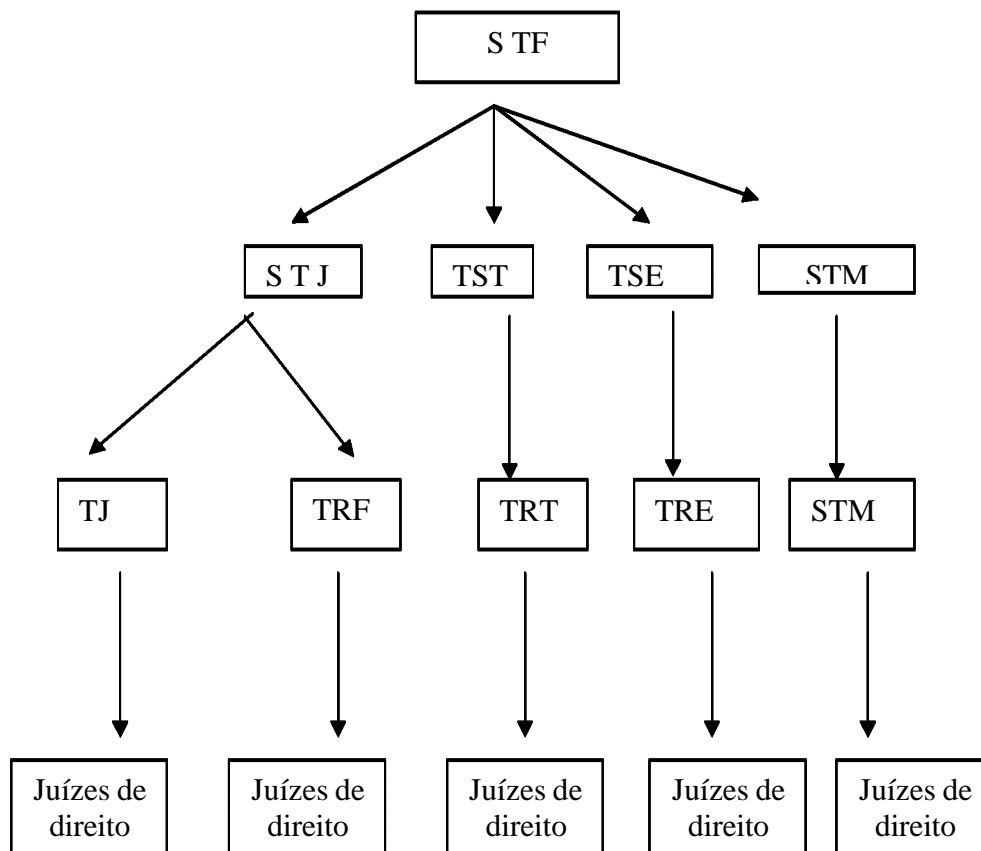 S TF
S T J
TST
TSE
STM
TJ
TRF
TRT
TRE
STM
Juízes de
direito
Juízes de
direito
Juízes de
direito
Juízes de
direito
Juízes de
direito